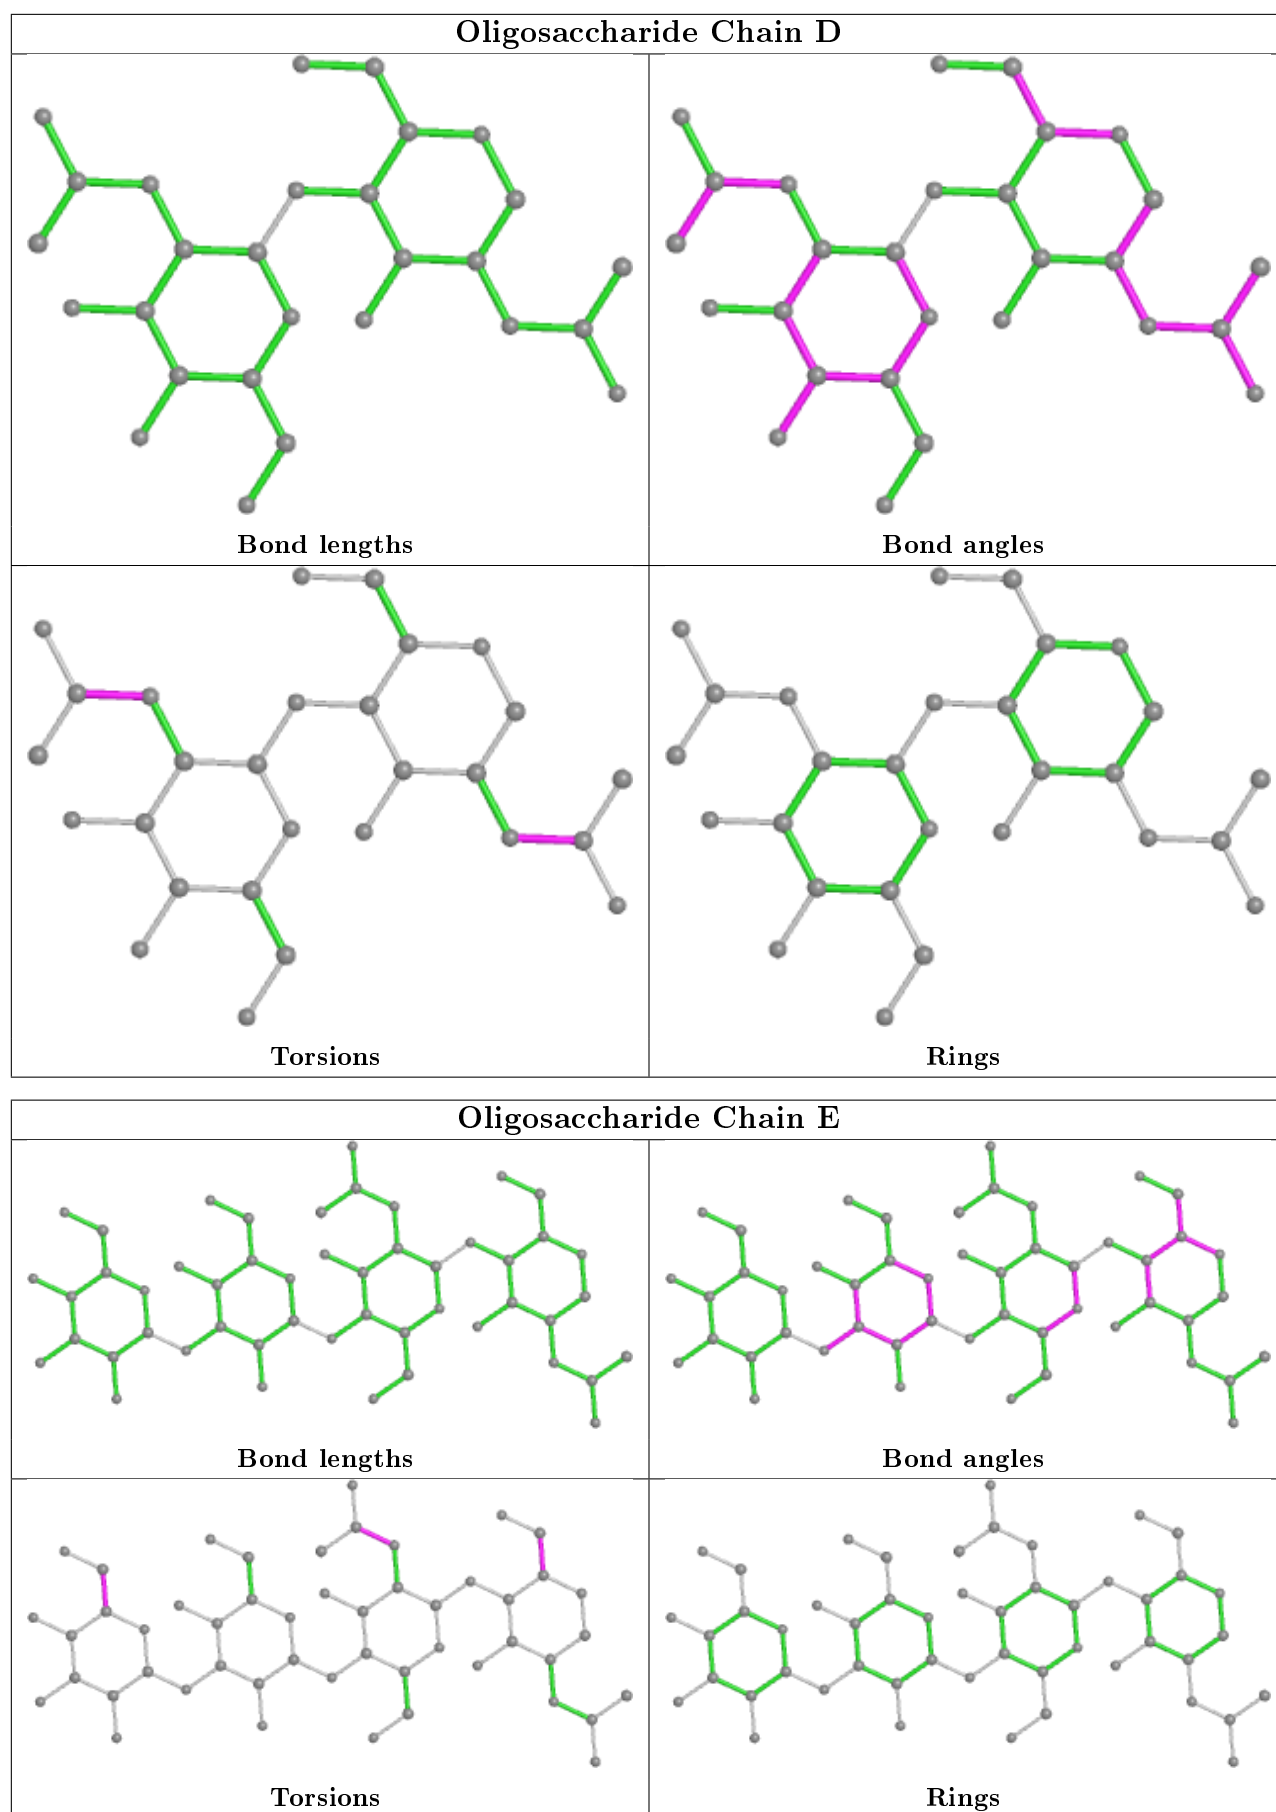 Oligosaccharide Chain D
Bond lengths
Bond angles
Torsions
Rings
Oligosaccharide Chain E
Bond lengths
Bond angles
Torsions
Rings